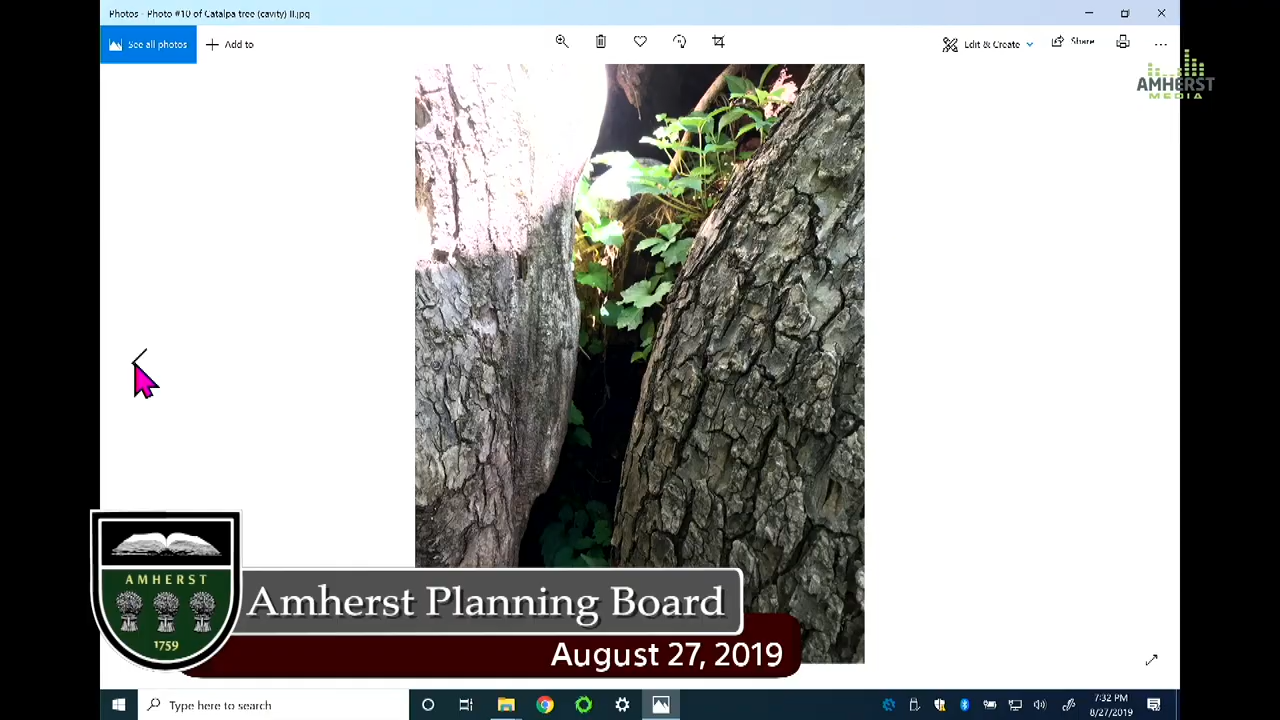 Photos - Photo #10 of Catalpa tree (cavity) II.jpg
See all photos
Add to
Edit & Create
Share
AMHERST
MEDIA
AMHERST
1759
Amherst Planning Board
August 27, 2019
Type here to search
7:32 PM
8/27/2019